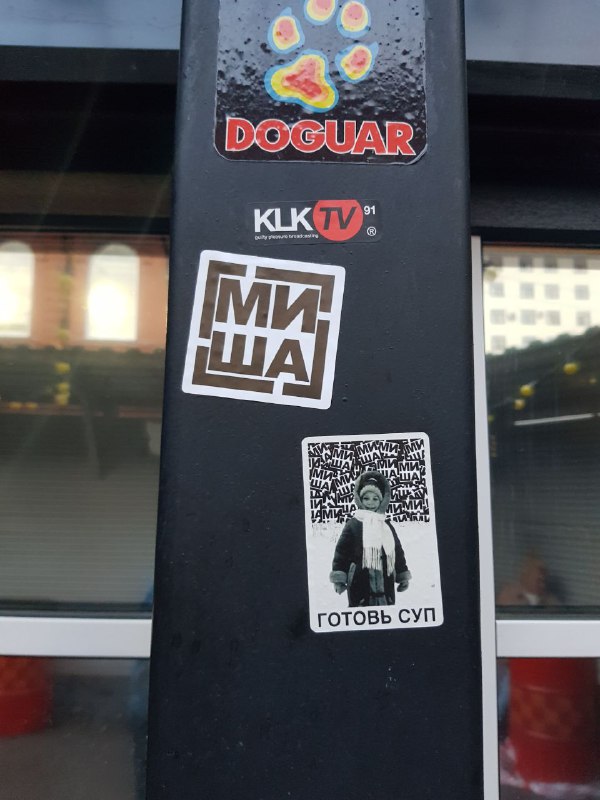 DOGUAR
KLK TV 91 ®
guilty pleasure broadcasting
МИ
ША
ГОТОВЬ СУП